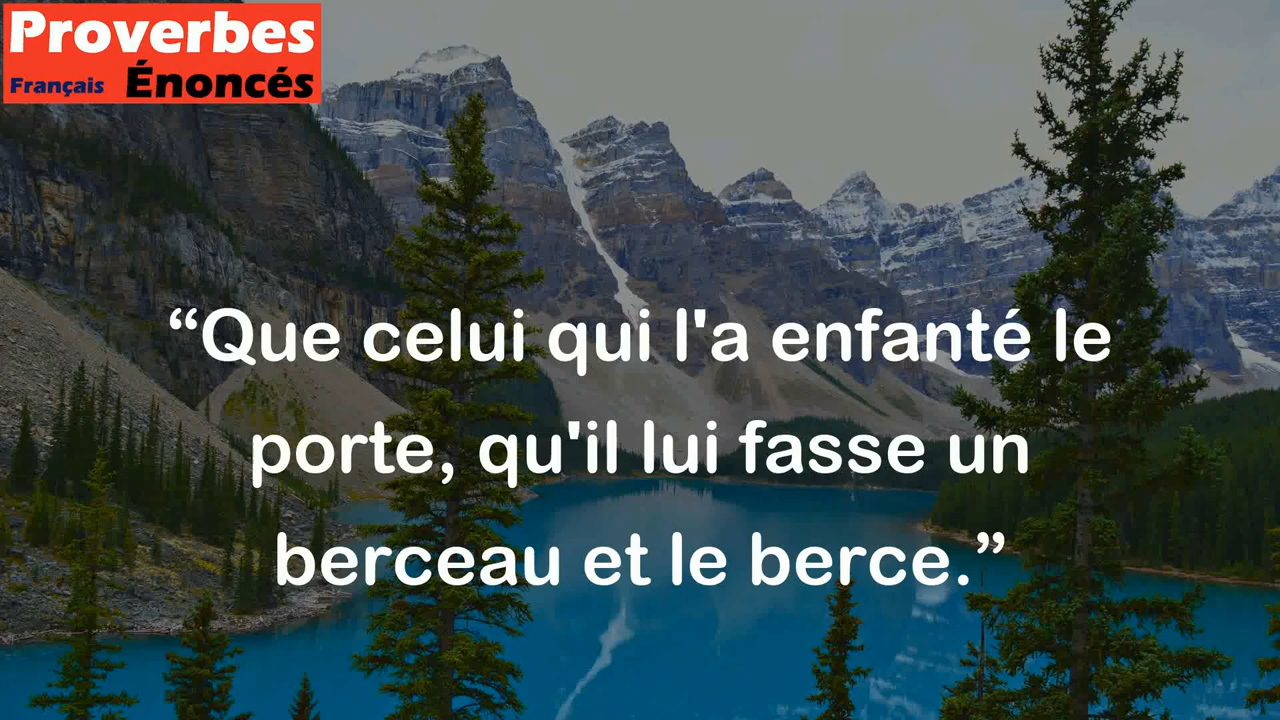 Proverbes
Français Énoncés
“Que celui qui l'a enfanté le
porte, qu'il lui fasse un
berceau et le berce.”